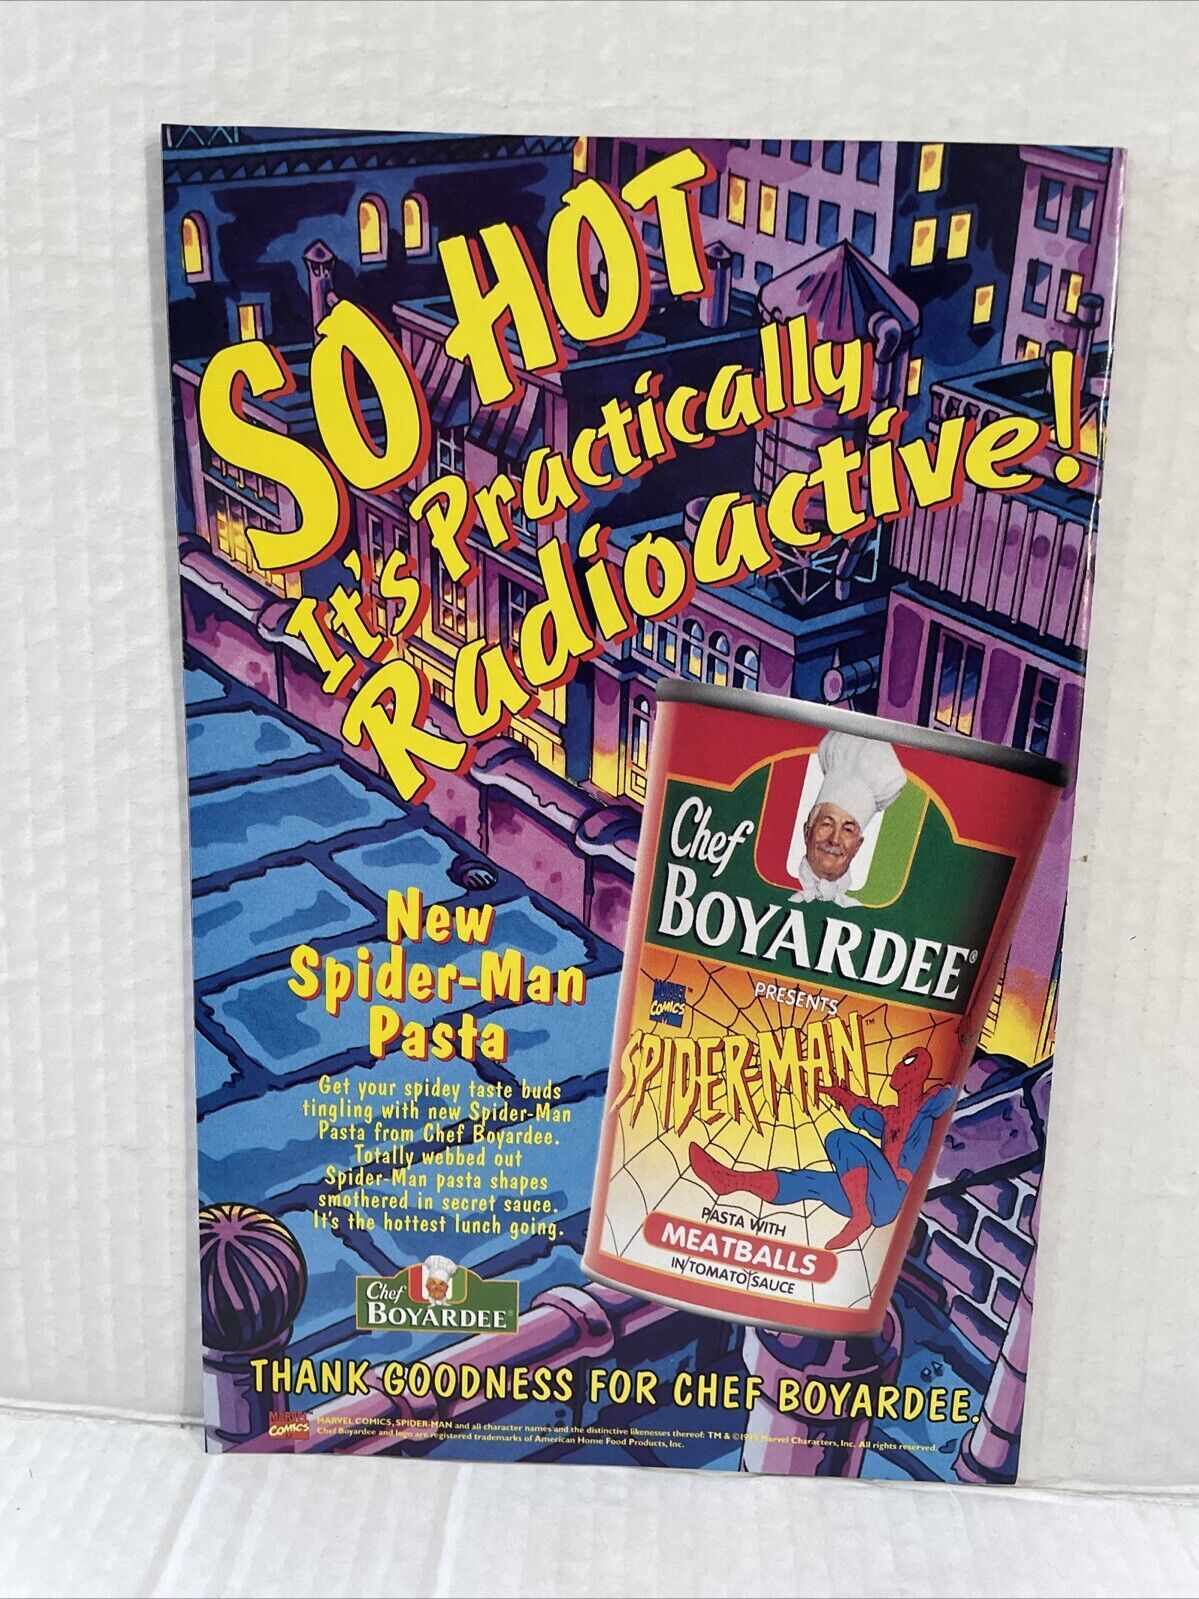 SO HOT
It's Practically
Radioactive!
Chef
BOYARDEE®
PRESENTS
MARVEL™
COMICS
SPIDER-MAN™
PASTA WITH
MEATBALLS
IN TOMATO SAUCE
New
Spider-Man
Pasta
Get your spidey taste buds
tingling with new Spider-Man
Pasta from Chef Boyardee.
Totally webbed out
Spider-Man pasta shapes
smothered in secret sauce.
It's the hottest lunch going.
Chef
BOYARDEE®
THANK GOODNESS FOR CHEF BOYARDEE.
MARVEL
COMICS
MARVEL COMICS, SPIDER-MAN and all character names and the distinctive likenesses thereof: TM & ©1995 Marvel Characters, Inc. All rights reserved.
Chef Boyardee and logo are registered trademarks of American Home Food Products, Inc.